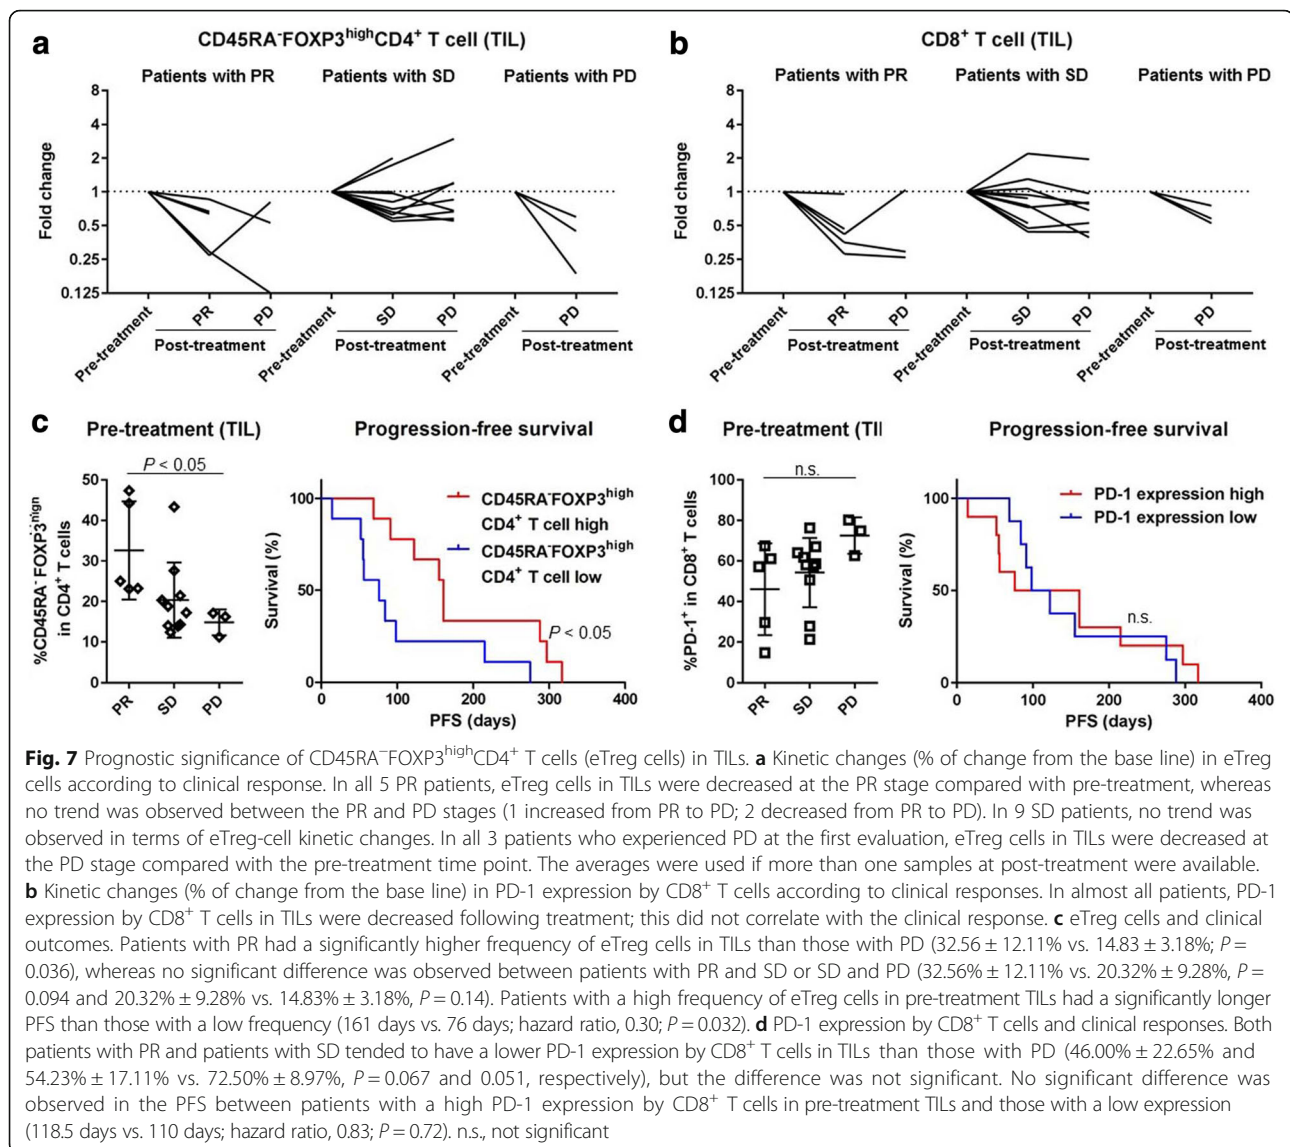 a
CD45RA⁻FOXP3ʰⁱᵍʰCD4⁺ T cell (TIL)
Patients with PR
Patients with SD
Patients with PD
Fold change
8
4
2
1
0.5
0.25
0.125
Pre-treatment
PR
PD
Post-treatment
Pre-treatment
SD
PD
Post-treatment
Pre-treatment
PD
Post-treatment
b
CD8⁺ T cell (TIL)
Patients with PR
Patients with SD
Patients with PD
Fold change
8
4
2
1
0.5
0.25
0.125
Pre-treatment
PR
PD
Post-treatment
Pre-treatment
SD
PD
Post-treatment
Pre-treatment
PD
Post-treatment
c
Pre-treatment (TIL)
P < 0.05
%CD45RA⁻FOXP3ʰⁱᵍʰ
in CD4⁺ T cells
50
40
30
20
10
0
PR
SD
PD
Progression-free survival
Survival (%)
100
50
0
CD45RA⁻FOXP3ʰⁱᵍʰ
CD4⁺ T cell high
CD45RA⁻FOXP3ʰⁱᵍʰ
CD4⁺ T cell low
P < 0.05
0
100
200
300
400
PFS (days)
d
Pre-treatment (TII
n.s.
%PD-1⁺ in CD8⁺ T cells
100
80
60
40
20
0
PR
SD
PD
Progression-free survival
Survival (%)
100
50
0
PD-1 expression high
PD-1 expression low
n.s.
0
100
200
300
400
PFS (days)
Fig. 7 Prognostic significance of CD45RA⁻FOXP3ʰⁱᵍʰCD4⁺ T cells (eTreg cells) in TILs. a Kinetic changes (% of change from the base line) in eTreg
cells according to clinical response. In all 5 PR patients, eTreg cells in TILs were decreased at the PR stage compared with pre-treatment, whereas
no trend was observed between the PR and PD stages (1 increased from PR to PD; 2 decreased from PR to PD). In 9 SD patients, no trend was
observed in terms of eTreg-cell kinetic changes. In all 3 patients who experienced PD at the first evaluation, eTreg cells in TILs were decreased at
the PD stage compared with the pre-treatment time point. The averages were used if more than one samples at post-treatment were available.
b Kinetic changes (% of change from the base line) in PD-1 expression by CD8⁺ T cells according to clinical responses. In almost all patients, PD-1
expression by CD8⁺ T cells in TILs were decreased following treatment; this did not correlate with the clinical response. c eTreg cells and clinical
outcomes. Patients with PR had a significantly higher frequency of eTreg cells in TILs than those with PD (32.56 ± 12.11% vs. 14.83 ± 3.18%; P =
0.036), whereas no significant difference was observed between patients with PR and SD or SD and PD (32.56% ± 12.11% vs. 20.32% ± 9.28%, P =
0.094 and 20.32% ± 9.28% vs. 14.83% ± 3.18%, P = 0.14). Patients with a high frequency of eTreg cells in pre-treatment TILs had a significantly longer
PFS than those with a low frequency (161 days vs. 76 days; hazard ratio, 0.30; P = 0.032). d PD-1 expression by CD8⁺ T cells and clinical responses. Both
patients with PR and patients with SD tended to have a lower PD-1 expression by CD8⁺ T cells in TILs than those with PD (46.00% ± 22.65% and
54.23% ± 17.11% vs. 72.50% ± 8.97%, P = 0.067 and 0.051, respectively), but the difference was not significant. No significant difference was
observed in the PFS between patients with a high PD-1 expression by CD8⁺ T cells in pre-treatment TILs and those with a low expression
(118.5 days vs. 110 days; hazard ratio, 0.83; P = 0.72). n.s., not significant